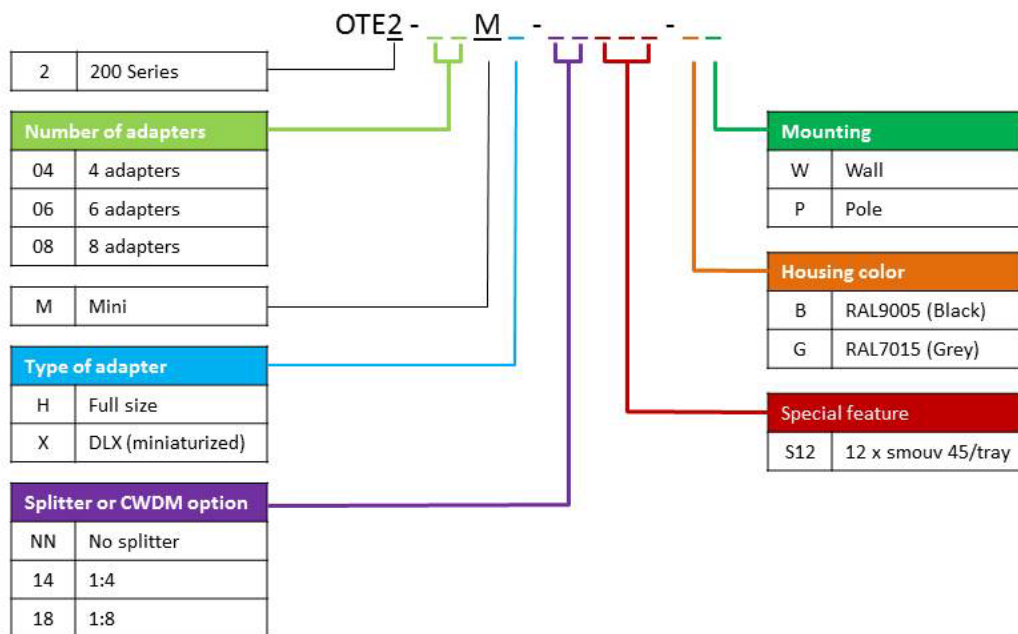 OTE2 - _ _ M _ - _ _ _ _ _ - _ _
2 200 Series
Number of adapters
04 4 adapters
06 6 adapters
08 8 adapters
M Mini
Type of adapter
H Full size
X DLX (miniaturized)
Splitter or CWDM option
NN No splitter
14 1:4
18 1:8
Mounting
W Wall
P Pole
Housing color
B RAL9005 (Black)
G RAL7015 (Grey)
Special feature
S12 12 x smouv 45/tray